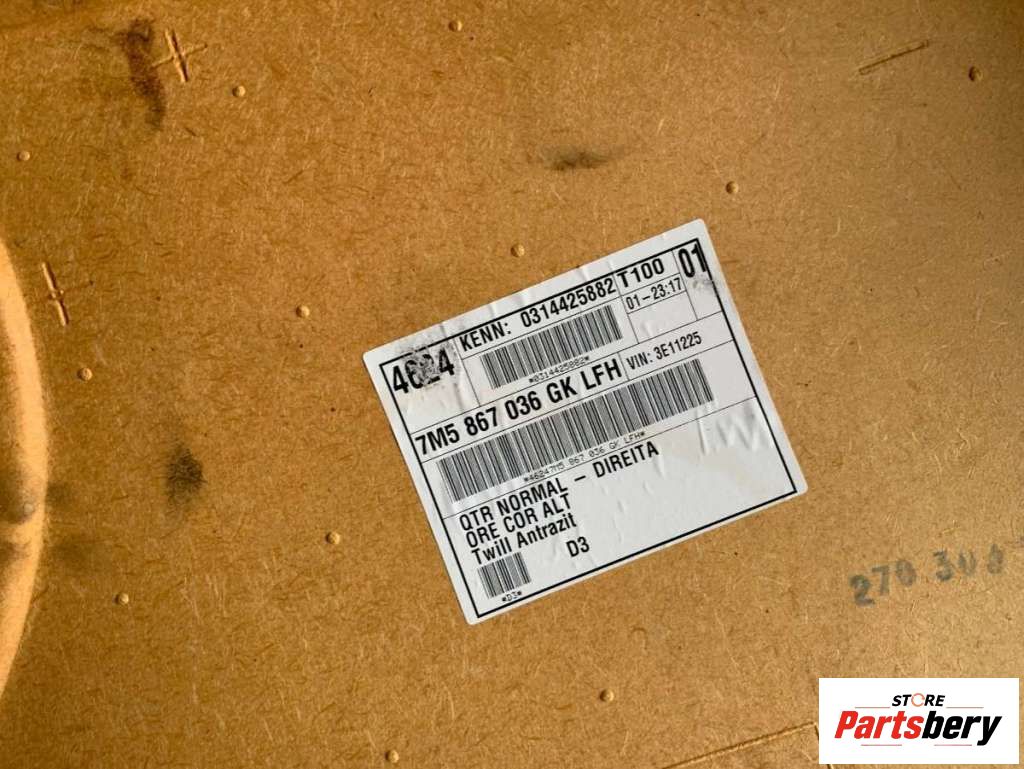 4624
KENN: 0314425882
T100
01
*0314425882*
01-23:17
7M5 867 036 GK LFH
VIN: 3E11225
*46247M5 867 036 GK LFH*
QTR NORMAL - DIREITA
ORE COR ALT
Twill Antrazit
D3
*D3*
270 303
STORE
Partsbery